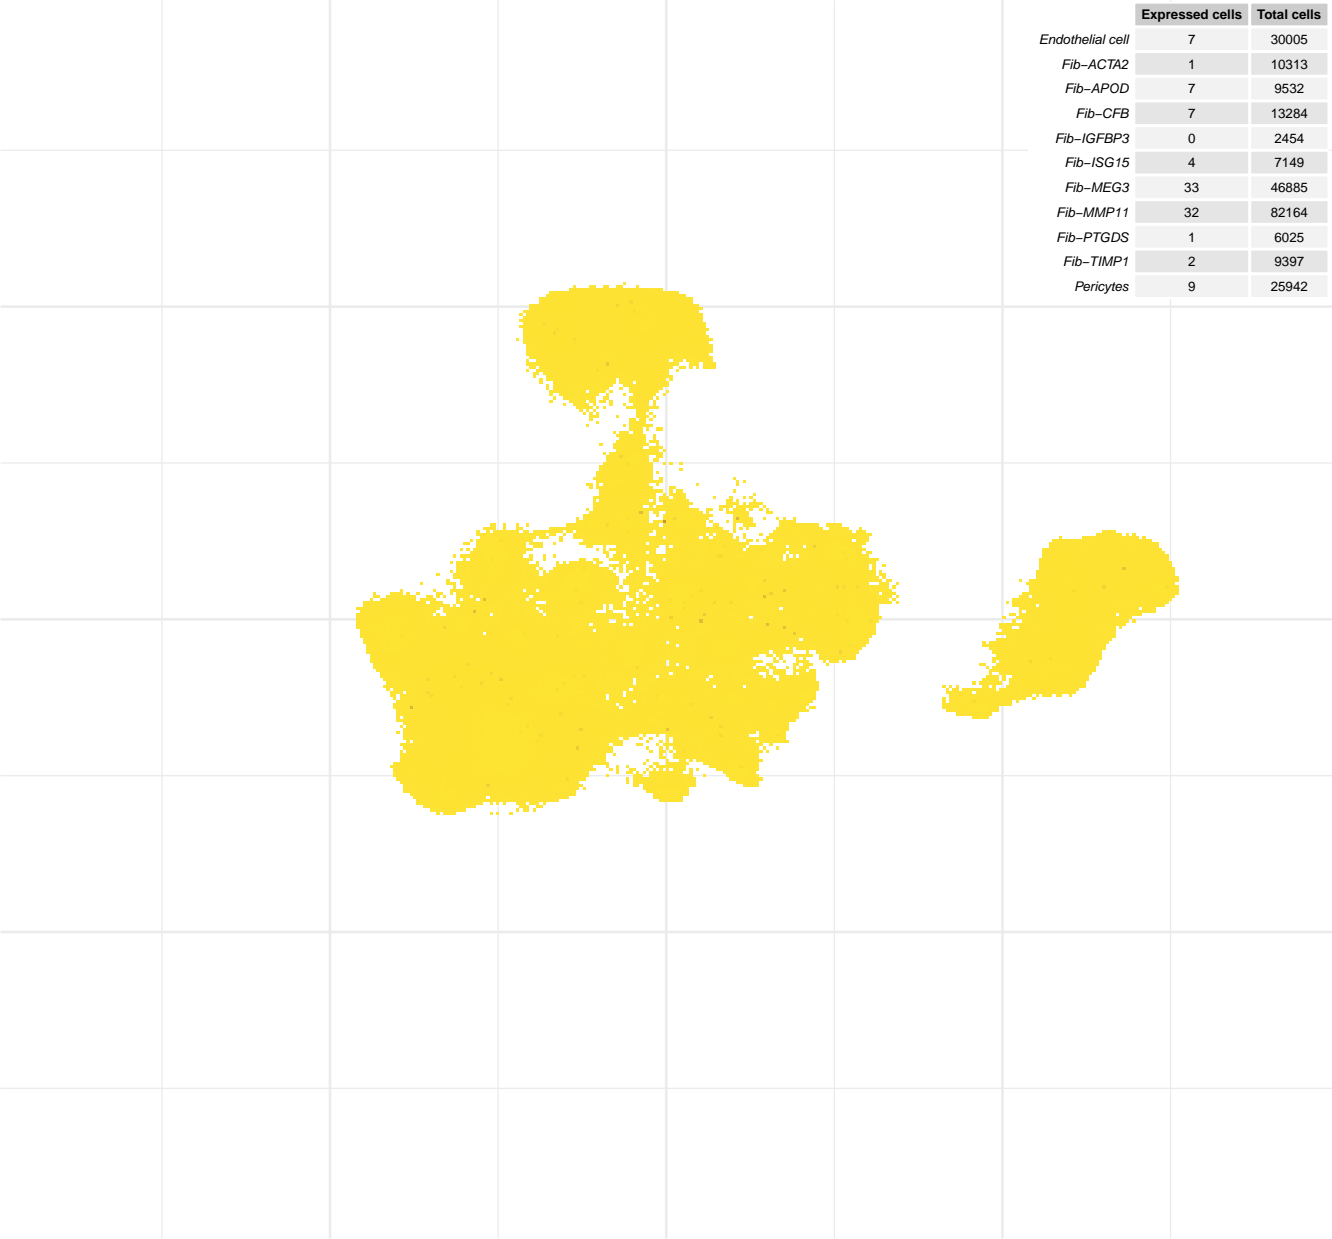 Expressed cells Total cells
Endothelial cell 7 30005
Fib−ACTA2 1 10313
Fib−APOD 7 9532
Fib−CFB 7 13284
Fib−IGFBP3 0 2454
Fib−ISG15 4 7149
Fib−MEG3 33 46885
Fib−MMP11 32 82164
Fib−PTGDS 1 6025
Fib−TIMP1 2 9397
Pericytes 9 25942